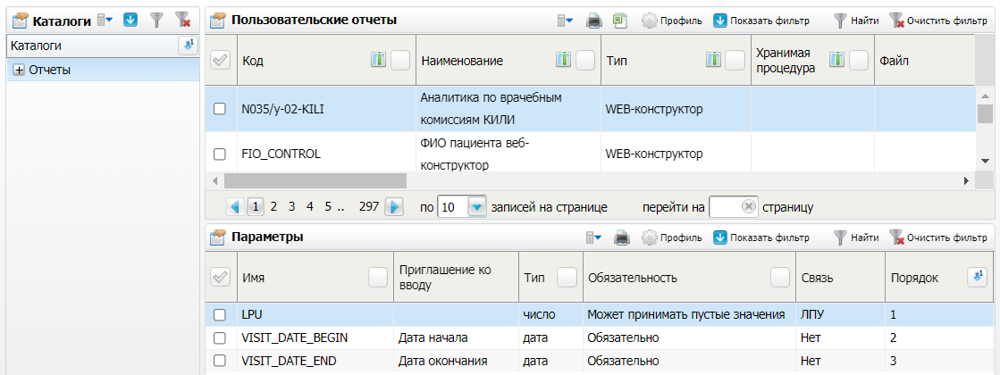 Каталоги
Каталоги
Отчеты
Пользовательские отчеты
Профиль Показать фильтр Найти Очистить фильтр
Код Наименование Тип Хранимая процедура Файл
N035/у-02-KILI Аналитика по врачебным комиссиям КИЛИ WEB-конструктор
FIO_CONTROL ФИО пациента веб-конструктор WEB-конструктор
1 2 3 4 5 .. 297 по 10 записей на странице перейти на страницу
Параметры
Профиль Показать фильтр Найти Очистить фильтр
Имя Приглашение ко вводу Тип Обязательность Связь Порядок
LPU число Может принимать пустые значения ЛПУ 1
VISIT_DATE_BEGIN Дата начала дата Обязательно Нет 2
VISIT_DATE_END Дата окончания дата Обязательно Нет 3